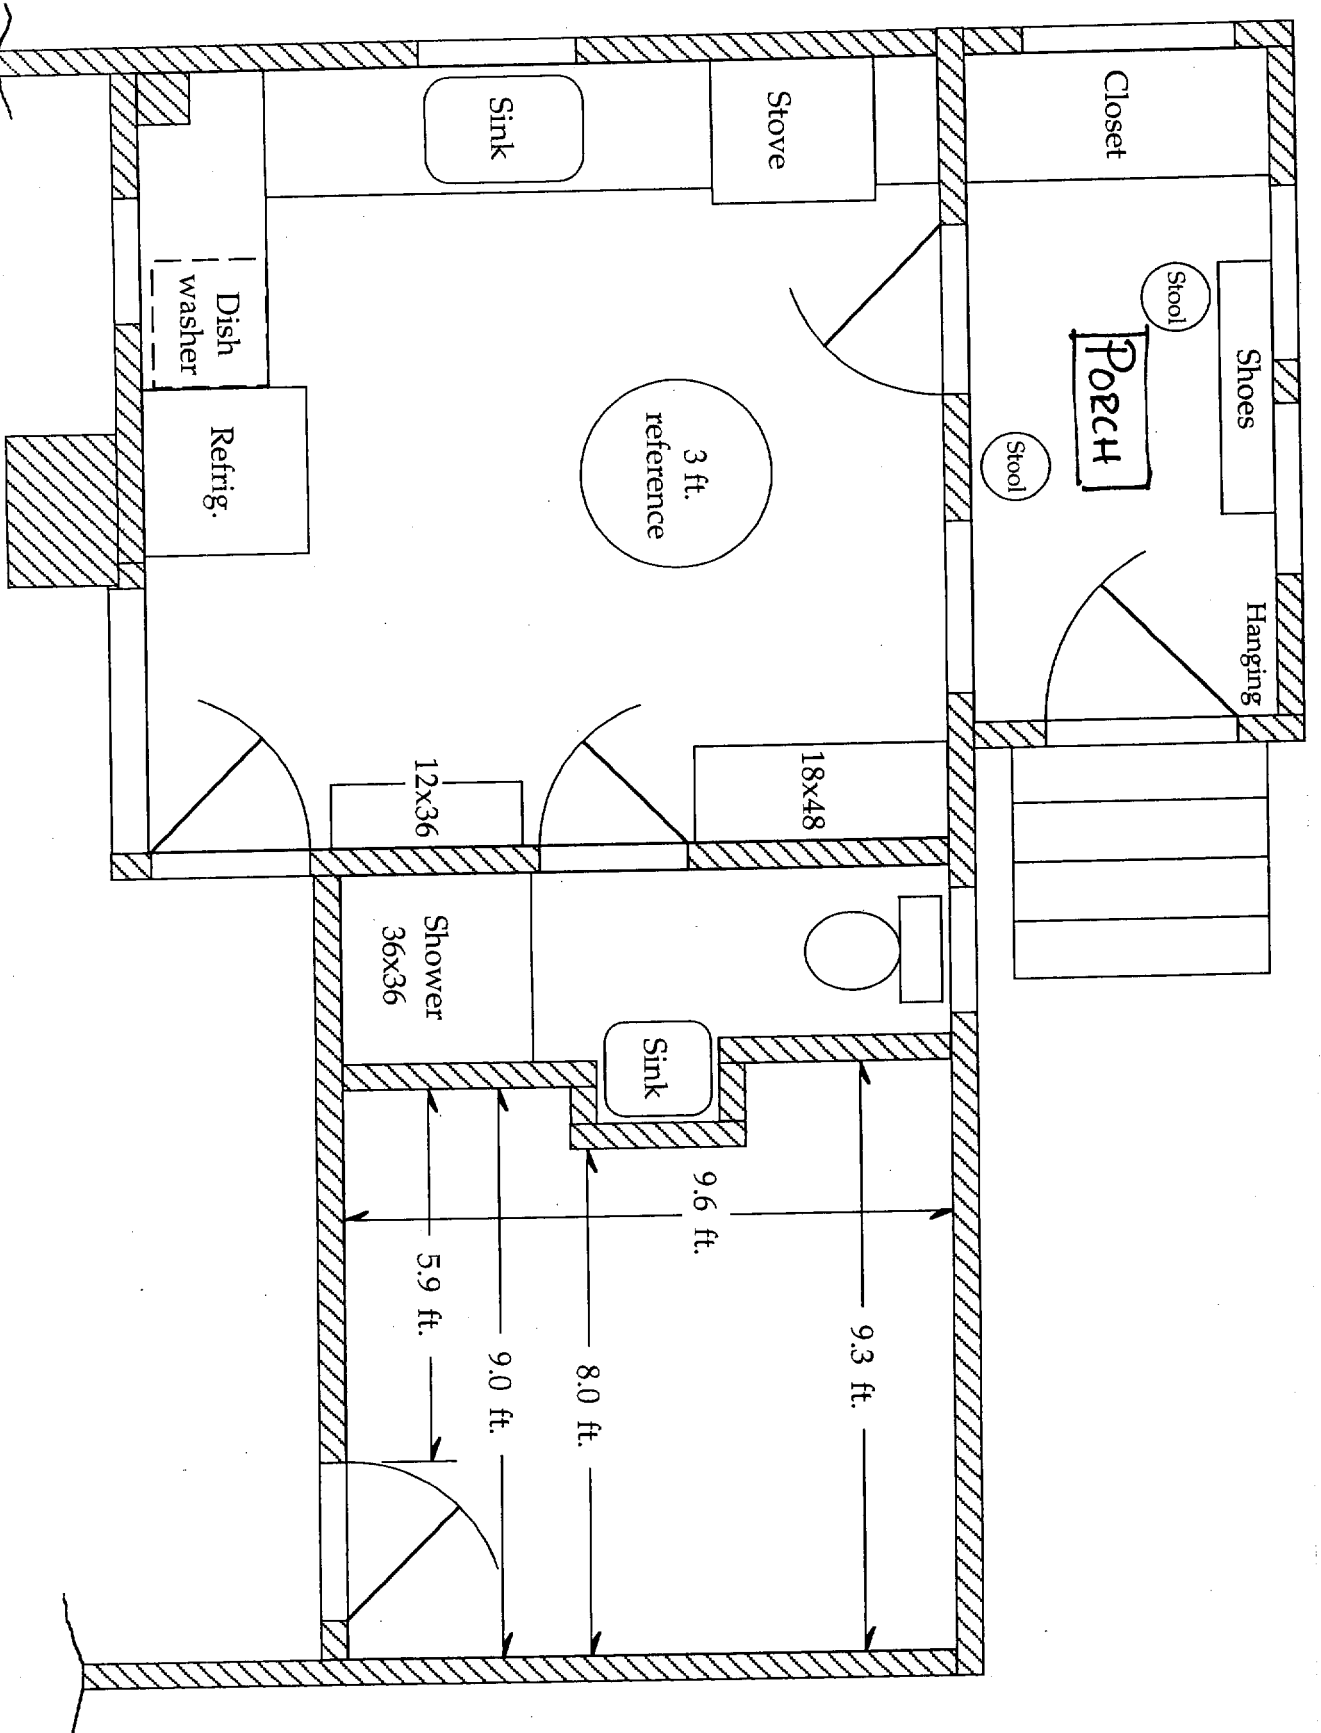 Closet
Stove
Sink
Stool
Shoes
PORCH
Stool
Hanging
Dish
washer
Refrig.
3 ft.
reference
18x48
12x36
Shower
36x36
Sink
9.6 ft.
5.9 ft.
9.0 ft.
8.0 ft.
9.3 ft.